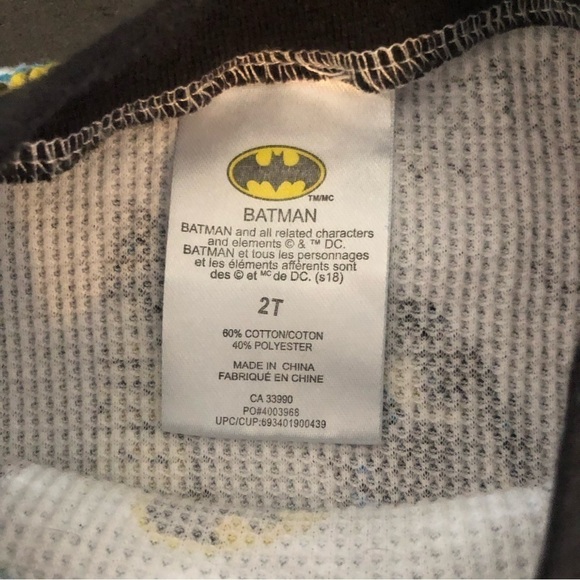 TM/MC
BATMAN
BATMAN and all related characters
and elements © & ™ DC.
BATMAN et tous les personnages
et les éléments afférents sont
des © et MC de DC. (s18)
2T
60% COTTON/COTON
40% POLYESTER
MADE IN CHINA
FABRIQUÉ EN CHINE
CA 33990
PO#4003968
UPC/CUP:693401900439